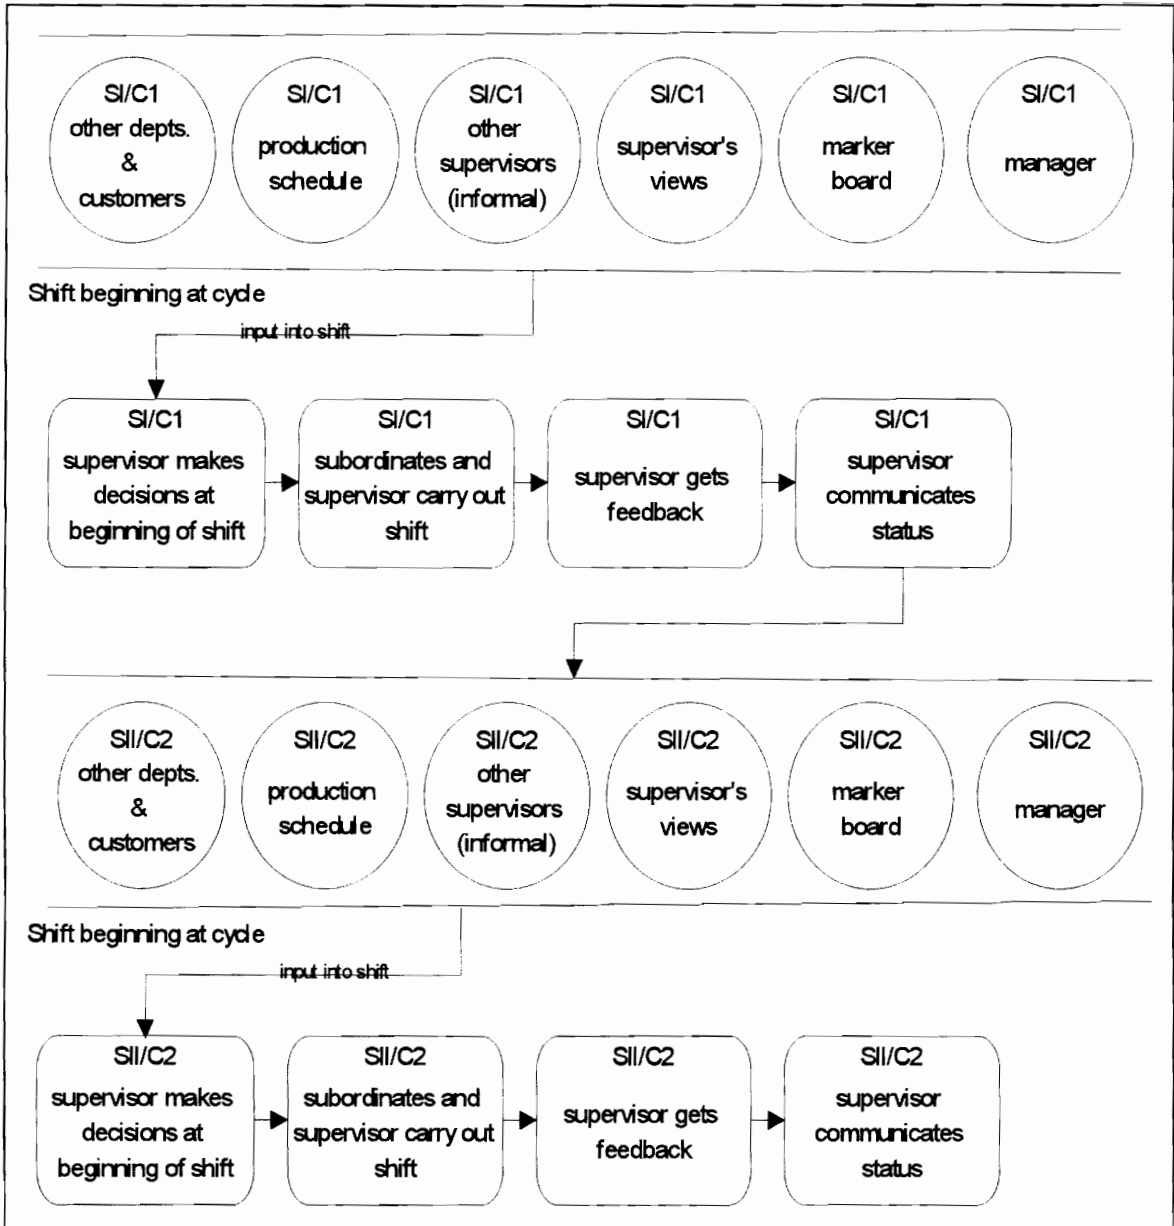 SI/C1
other depts.
&
customers
SI/C1
production
schedule
SI/C1
other
supervisors
(informal)
SI/C1
supervisor's
views
SI/C1
marker
board
SI/C1
manager
Shift beginning at cycle
input into shift
SI/C1
supervisor makes
decisions at
beginning of shift
SI/C1
subordinates and
supervisor carry out
shift
SI/C1
supervisor gets
feedback
SI/C1
supervisor
communicates
status
SII/C2
other depts.
&
customers
SII/C2
production
schedule
SII/C2
other
supervisors
(informal)
SII/C2
supervisor's
views
SII/C2
marker
board
SII/C2
manager
Shift beginning at cycle
input into shift
SII/C2
supervisor makes
decisions at
beginning of shift
SII/C2
subordinates and
supervisor carry out
shift
SII/C2
supervisor gets
feedback
SII/C2
supervisor
communicates
status